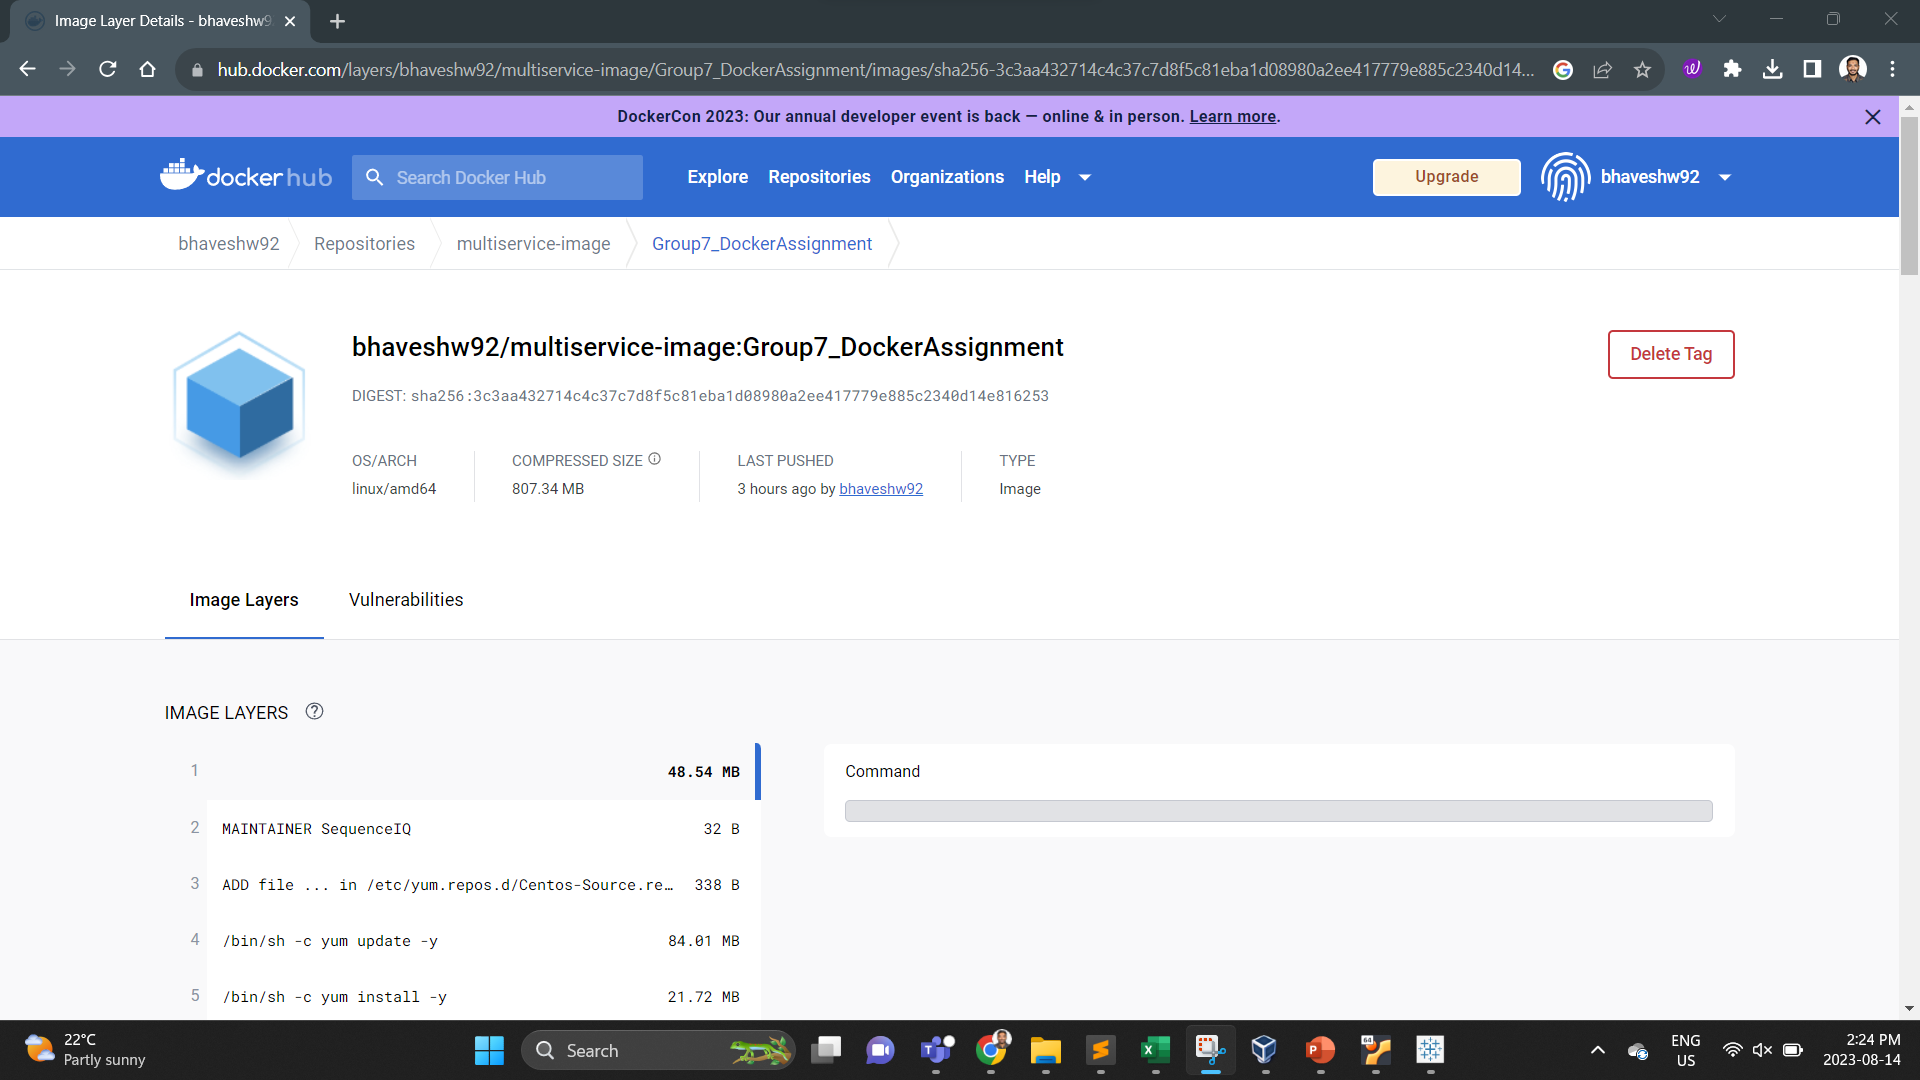 Image Layer Details - bhaveshw9
hub.docker.com/layers/bhaveshw92/multiservice-image/Group7_DockerAssignment/images/sha256-3c3aa432714c4c37c7d8f5c81eba1d08980a2ee417779e885c2340d14...
DockerCon 2023: Our annual developer event is back — online & in person. Learn more.
docker hub
Search Docker Hub
Explore Repositories Organizations Help
Upgrade
bhaveshw92
bhaveshw92 Repositories multiservice-image Group7_DockerAssignment
bhaveshw92/multiservice-image:Group7_DockerAssignment
Delete Tag
DIGEST: sha256:3c3aa432714c4c37c7d8f5c81eba1d08980a2ee417779e885c2340d14e816253
OS/ARCH COMPRESSED SIZE LAST PUSHED TYPE
linux/amd64 807.34 MB 3 hours ago by bhaveshw92 Image
Image Layers Vulnerabilities
IMAGE LAYERS
1 48.54 MB
Command
2 MAINTAINER SequenceIQ 32 B
3 ADD file ... in /etc/yum.repos.d/Centos-Source.re… 338 B
4 /bin/sh -c yum update -y 84.01 MB
5 /bin/sh -c yum install -y 21.72 MB
22°C
Partly sunny
Search
ENG
US
2:24 PM
2023-08-14